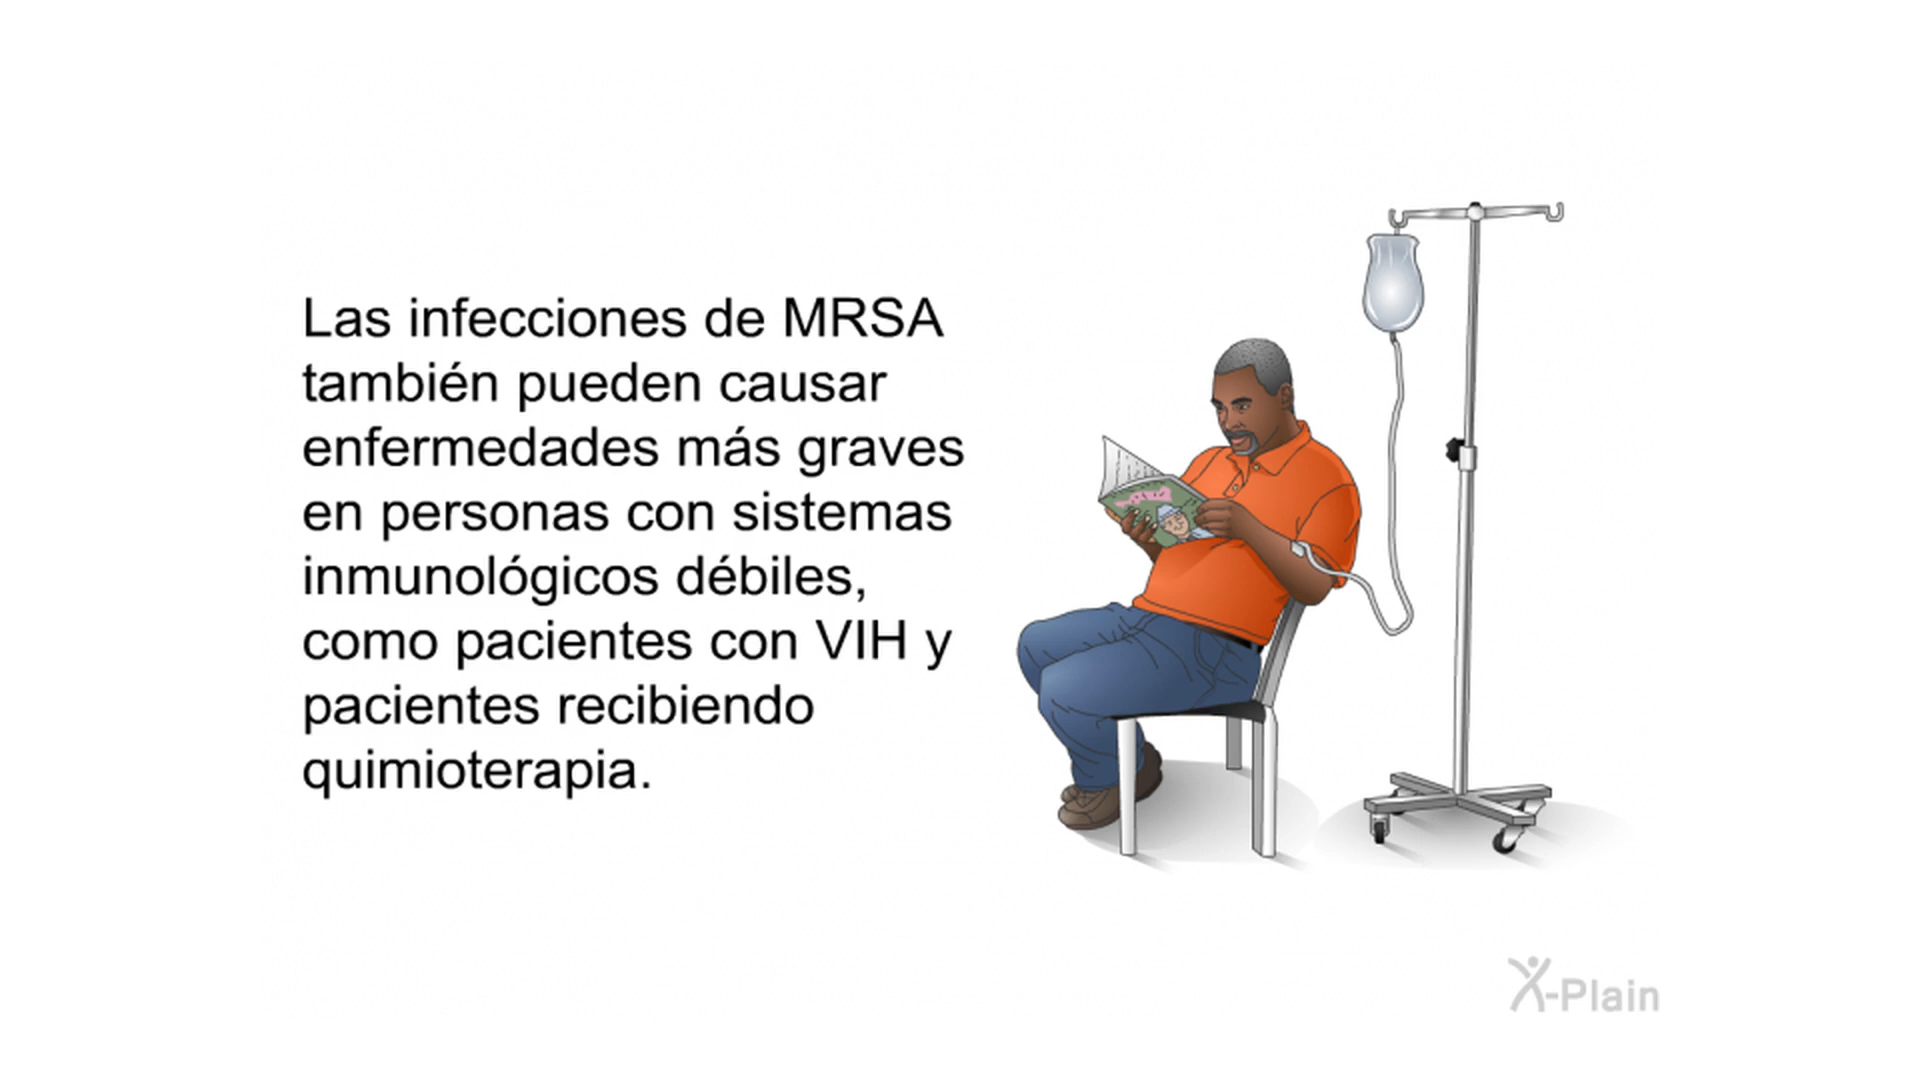 Las infecciones de MRSA
también pueden causar
enfermedades más graves
en personas con sistemas
inmunológicos débiles,
como pacientes con VIH y
pacientes recibiendo
quimioterapia.
X-Plain